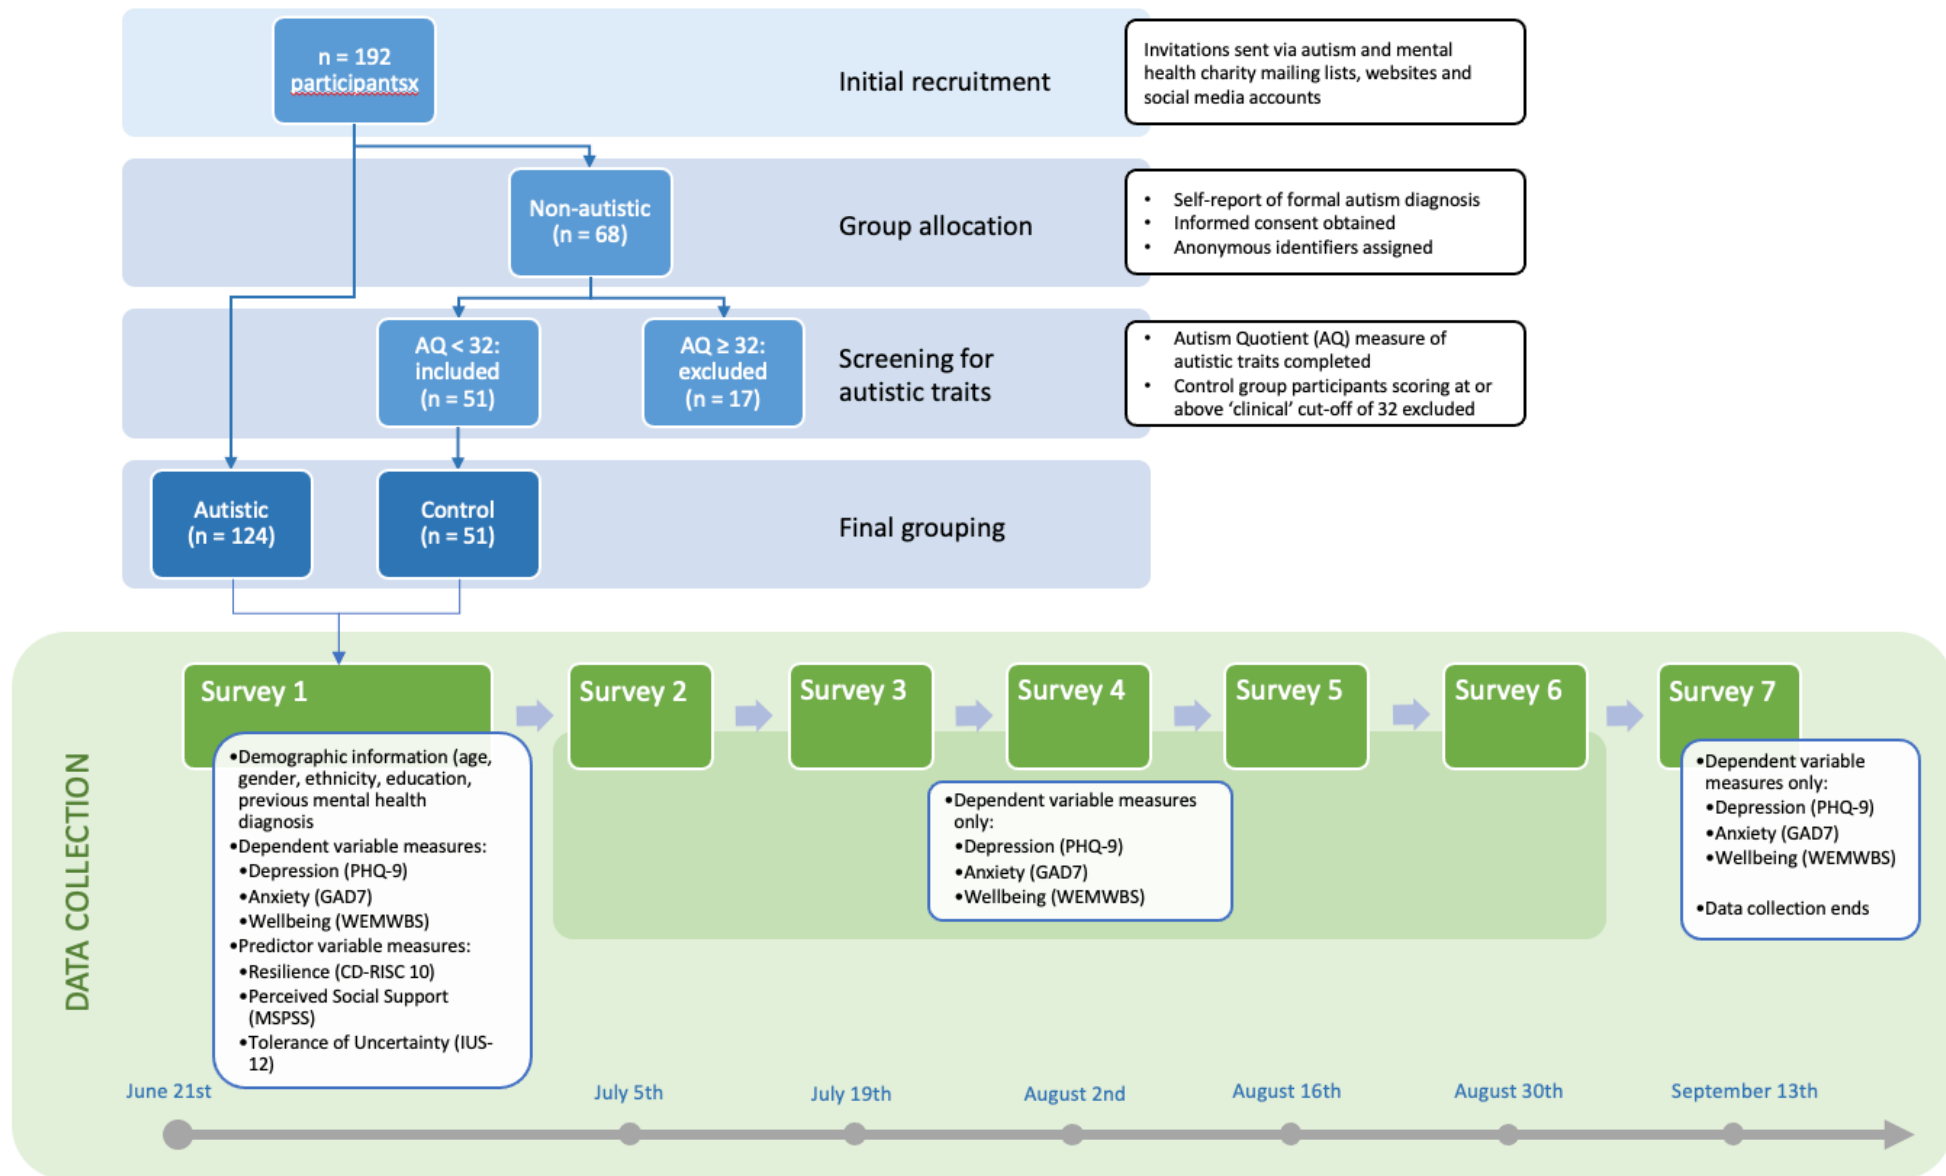 n = 192
participantsx
Initial recruitment
Invitations sent via autism and mental
health charity mailing lists, websites and
social media accounts
Non-autistic
(n = 68)
Group allocation
• Self-report of formal autism diagnosis
• Informed consent obtained
• Anonymous identifiers assigned
AQ < 32:
included
(n = 51)
AQ ≥ 32:
excluded
(n = 17)
Screening for
autistic traits
• Autism Quotient (AQ) measure of
autistic traits completed
• Control group participants scoring at or
above ‘clinical’ cut-off of 32 excluded
Autistic
(n = 124)
Control
(n = 51)
Final grouping
DATA COLLECTION
Survey 1
Survey 2
Survey 3
Survey 4
Survey 5
Survey 6
Survey 7
•Demographic information (age,
gender, ethnicity, education,
previous mental health
diagnosis
•Dependent variable measures:
•Depression (PHQ-9)
•Anxiety (GAD7)
•Wellbeing (WEMWBS)
•Predictor variable measures:
•Resilience (CD-RISC 10)
•Perceived Social Support
(MSPSS)
•Tolerance of Uncertainty (IUS-
12)
•Dependent variable measures
only:
•Depression (PHQ-9)
•Anxiety (GAD7)
•Wellbeing (WEMWBS)
•Dependent variable
measures only:
•Depression (PHQ-9)
•Anxiety (GAD7)
•Wellbeing (WEMWBS)
•Data collection ends
June 21st
July 5th
July 19th
August 2nd
August 16th
August 30th
September 13th